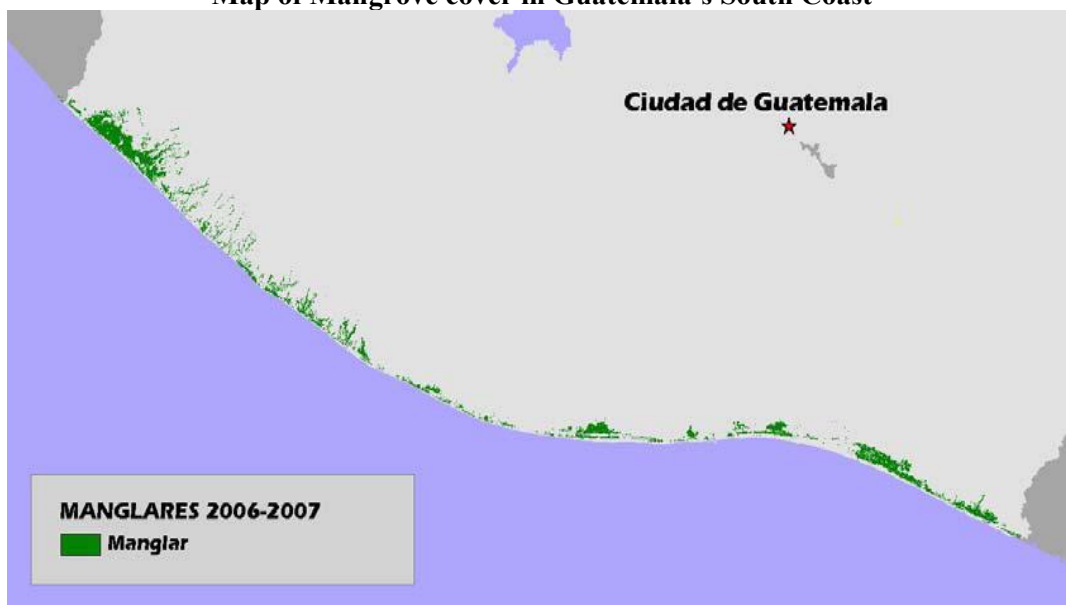 Map of Mangrove cover in Guatemala's South Coast
Ciudad de Guatemala
MANGLARES 2006-2007
Manglar